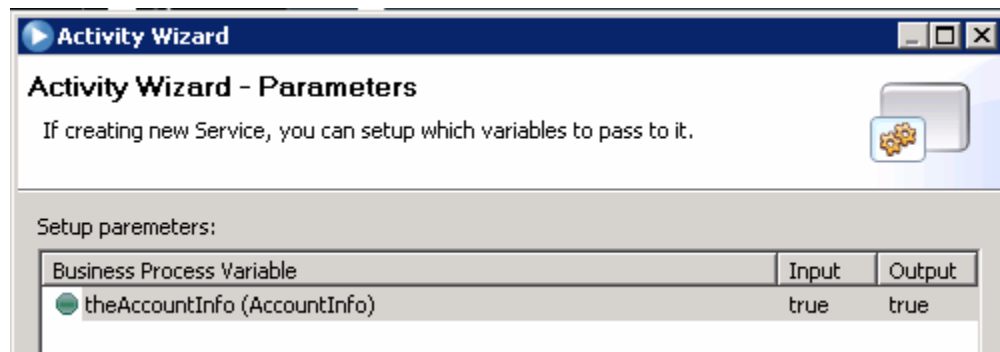 Activity Wizard
Activity Wizard - Parameters
If creating new Service, you can setup which variables to pass to it.
Setup paremeters:
Business Process Variable Input Output
theAccountInfo (AccountInfo) true true